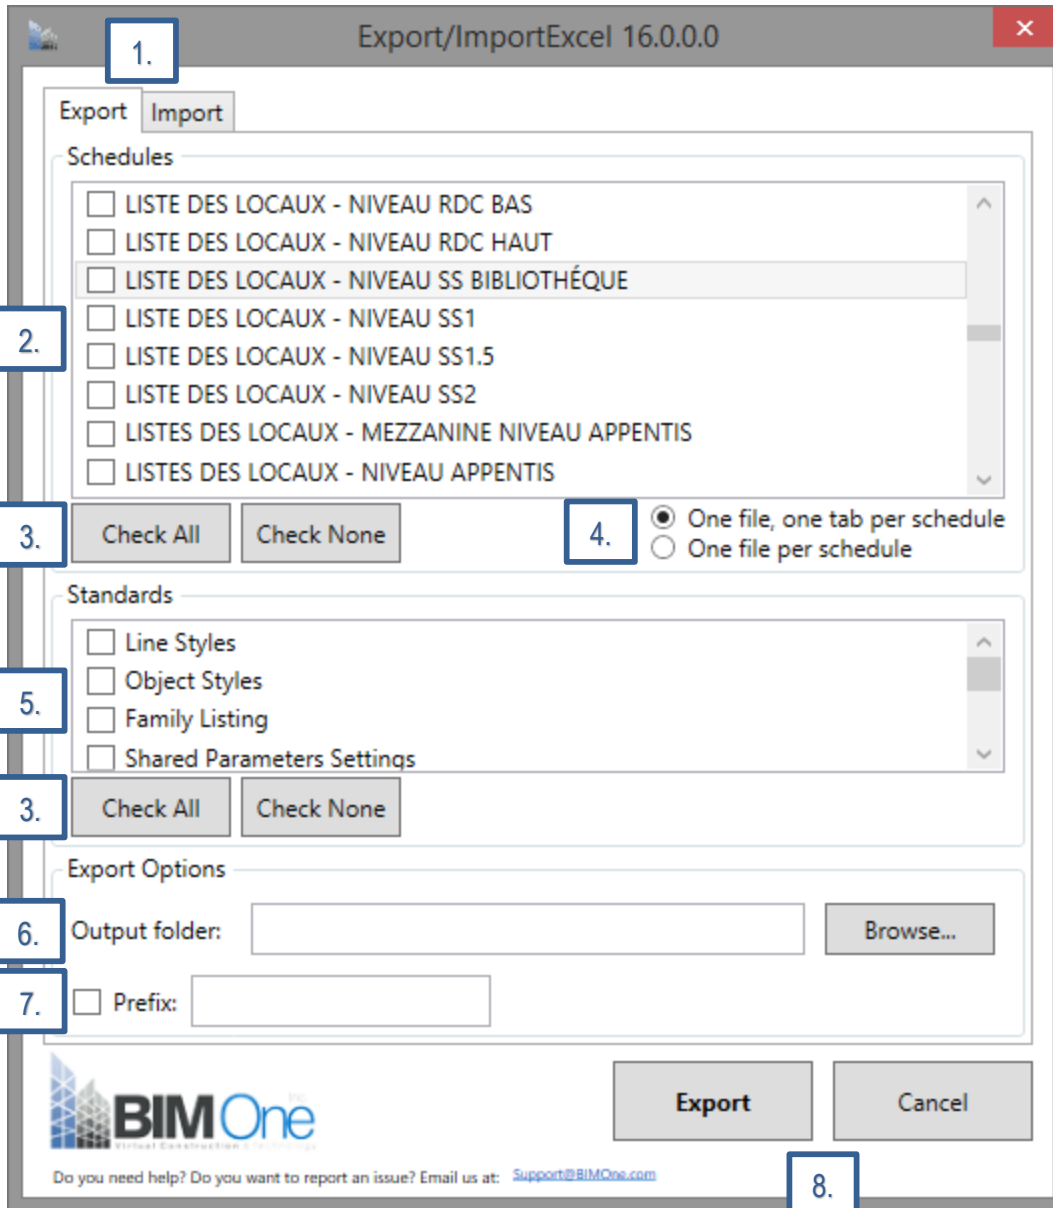 1.
Export/ImportExcel 16.0.0.0
Export Import
Schedules
LISTE DES LOCAUX - NIVEAU RDC BAS
LISTE DES LOCAUX - NIVEAU RDC HAUT
LISTE DES LOCAUX - NIVEAU SS BIBLIOTHÉQUE
2.
LISTE DES LOCAUX - NIVEAU SS1
LISTE DES LOCAUX - NIVEAU SS1.5
LISTE DES LOCAUX - NIVEAU SS2
LISTES DES LOCAUX - MEZZANINE NIVEAU APPENTIS
LISTES DES LOCAUX - NIVEAU APPENTIS
3.
Check All Check None
4.
One file, one tab per schedule
One file per schedule
Standards
Line Styles
Object Styles
5.
Family Listing
Shared Parameters Settings
3.
Check All Check None
Export Options
6.
Output folder: Browse...
7.
Prefix:
BIMOne Inc
Virtual Construction & Technology
Export Cancel
Do you need help? Do you want to report an issue? Email us at: Support@BIMOne.com
8.